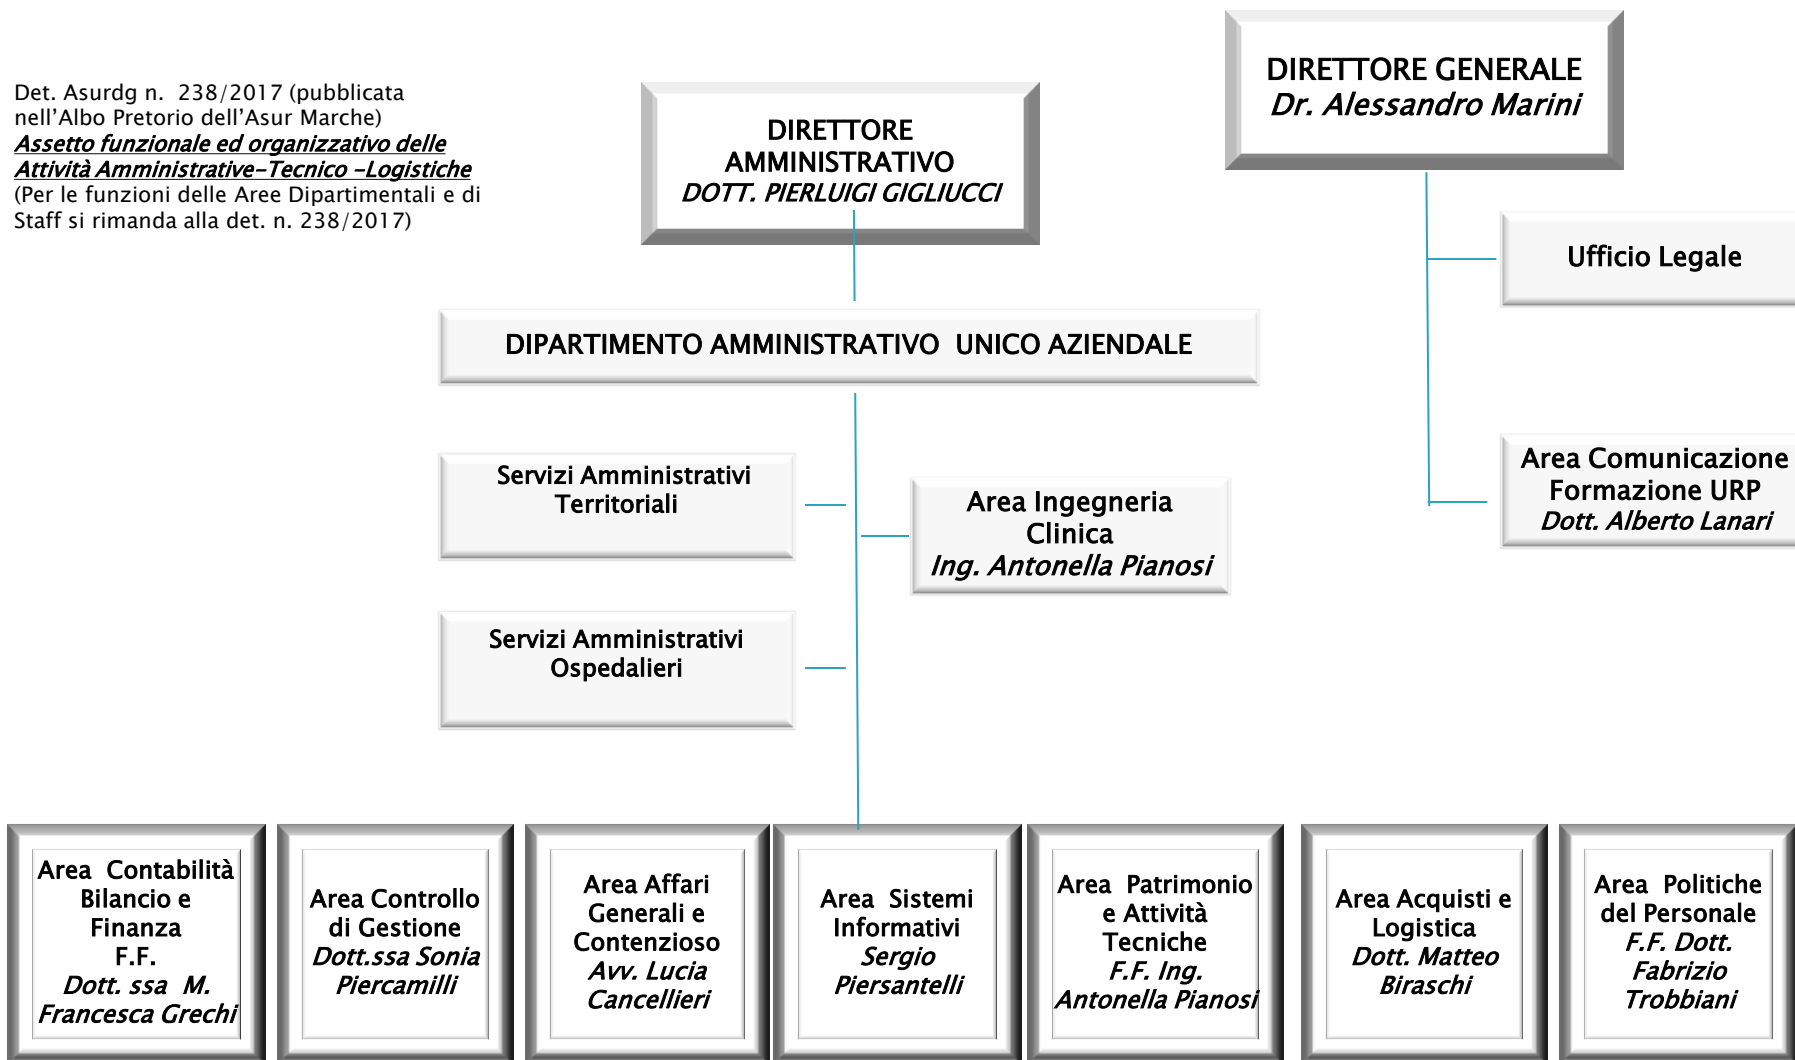 Det. Asurdg n. 238/2017 (pubblicata
nell'Albo Pretorio dell'Asur Marche)
Assetto funzionale ed organizzativo delle
Attività Amministrative-Tecnico -Logistiche
(Per le funzioni delle Aree Dipartimentali e di
Staff si rimanda alla det. n. 238/2017)
DIRETTORE
AMMINISTRATIVO
DOTT. PIERLUIGI GIGLIUCCI
DIRETTORE GENERALE
Dr. Alessandro Marini
Ufficio Legale
DIPARTIMENTO AMMINISTRATIVO UNICO AZIENDALE
Servizi Amministrativi
Territoriali
Area Ingegneria
Clinica
Ing. Antonella Pianosi
Area Comunicazione
Formazione URP
Dott. Alberto Lanari
Servizi Amministrativi
Ospedalieri
Area Contabilità
Bilancio e
Finanza
F.F.
Dott. ssa M.
Francesca Grechi
Area Controllo
di Gestione
Dott.ssa Sonia
Piercamilli
Area Affari
Generali e
Contenzioso
Avv. Lucia
Cancellieri
Area Sistemi
Informativi
Sergio
Piersantelli
Area Patrimonio
e Attività
Tecniche
F.F. Ing.
Antonella Pianosi
Area Acquisti e
Logistica
Dott. Matteo
Biraschi
Area Politiche
del Personale
F.F. Dott.
Fabrizio
Trobbiani